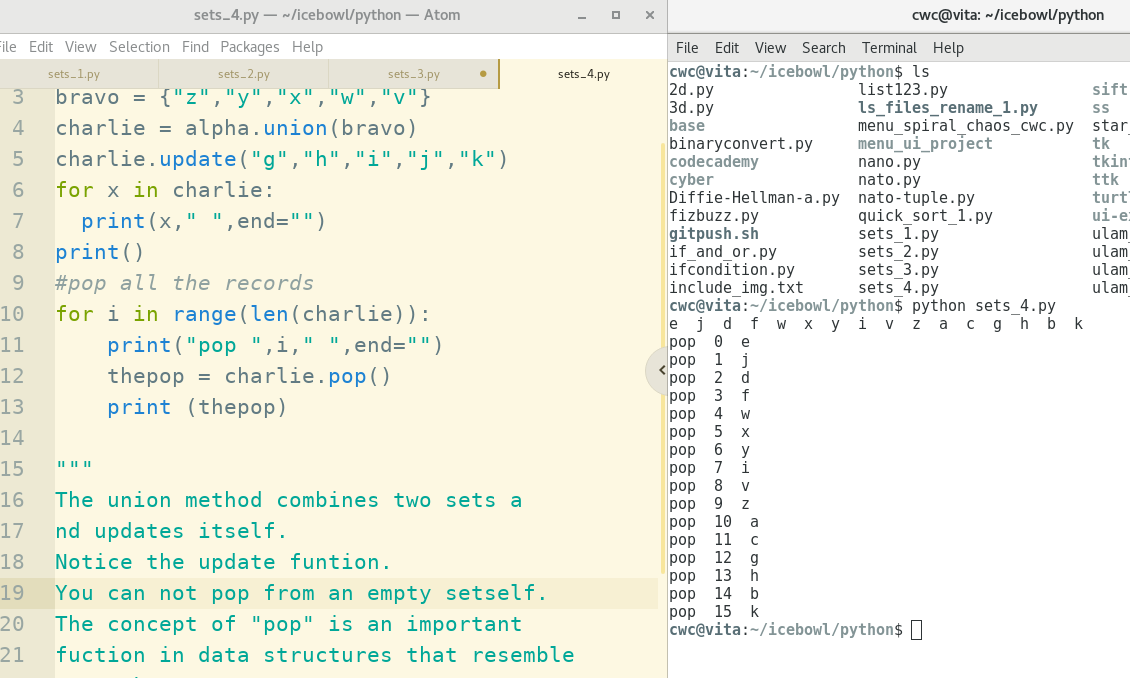 sets_4.py — ~/icebowl/python — Atom
File Edit View Selection Find Packages Help
sets_1.py sets_2.py sets_3.py sets_4.py
3 bravo = {"z","y","x","w","v"}
4 charlie = alpha.union(bravo)
5 charlie.update("g","h","i","j","k")
6 for x in charlie:
7 print(x," ",end="")
8 print()
9 #pop all the records
10 for i in range(len(charlie)):
11 print("pop ",i," ",end="")
12 thepop = charlie.pop()
13 print (thepop)
14
15 """
16 The union method combines two sets a
17 nd updates itself.
18 Notice the update funtion.
19 You can not pop from an empty setself.
20 The concept of "pop" is an important
21 fuction in data structures that resemble
cwc@vita: ~/icebowl/python
File Edit View Search Terminal Help
cwc@vita:~/icebowl/python$ ls
2d.py list123.py sift
3d.py ls_files_rename_1.py ss
base menu_spiral_chaos_cwc.py star_
binaryconvert.py menu_ui_project tk
codecademy nano.py tkin
cyber nato.py ttk
Diffie-Hellman-a.py nato-tuple.py turt
fizbuzz.py quick_sort_1.py ui-e
gitpush.sh sets_1.py ulam_
if_and_or.py sets_2.py ulam_
ifcondition.py sets_3.py ulam_
include_img.txt sets_4.py ulam_
cwc@vita:~/icebowl/python$ python sets_4.py
e j d f w x y i v z a c g h b k
pop 0 e
pop 1 j
pop 2 d
pop 3 f
pop 4 w
pop 5 x
pop 6 y
pop 7 i
pop 8 v
pop 9 z
pop 10 a
pop 11 c
pop 12 g
pop 13 h
pop 14 b
pop 15 k
cwc@vita:~/icebowl/python$